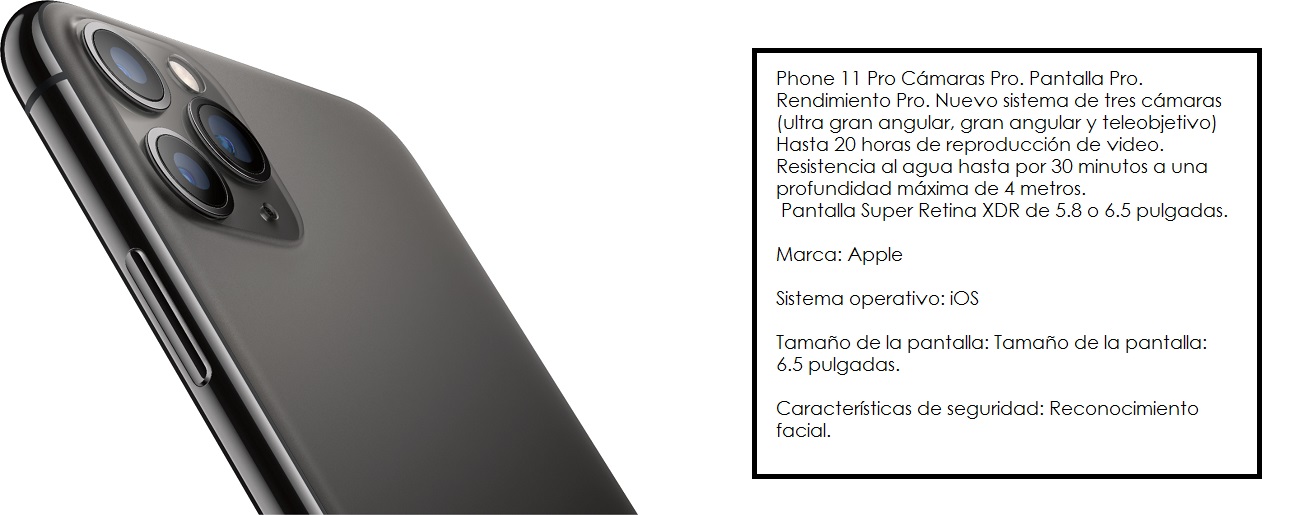 Phone 11 Pro Cámaras Pro. Pantalla Pro.
Rendimiento Pro. Nuevo sistema de tres cámaras
(ultra gran angular, gran angular y teleobjetivo)
Hasta 20 horas de reproducción de video.
Resistencia al agua hasta por 30 minutos a una
profundidad máxima de 4 metros.
Pantalla Super Retina XDR de 5.8 o 6.5 pulgadas.
Marca: Apple
Sistema operativo: iOS
Tamaño de la pantalla: Tamaño de la pantalla:
6.5 pulgadas.
Características de seguridad: Reconocimiento
facial.